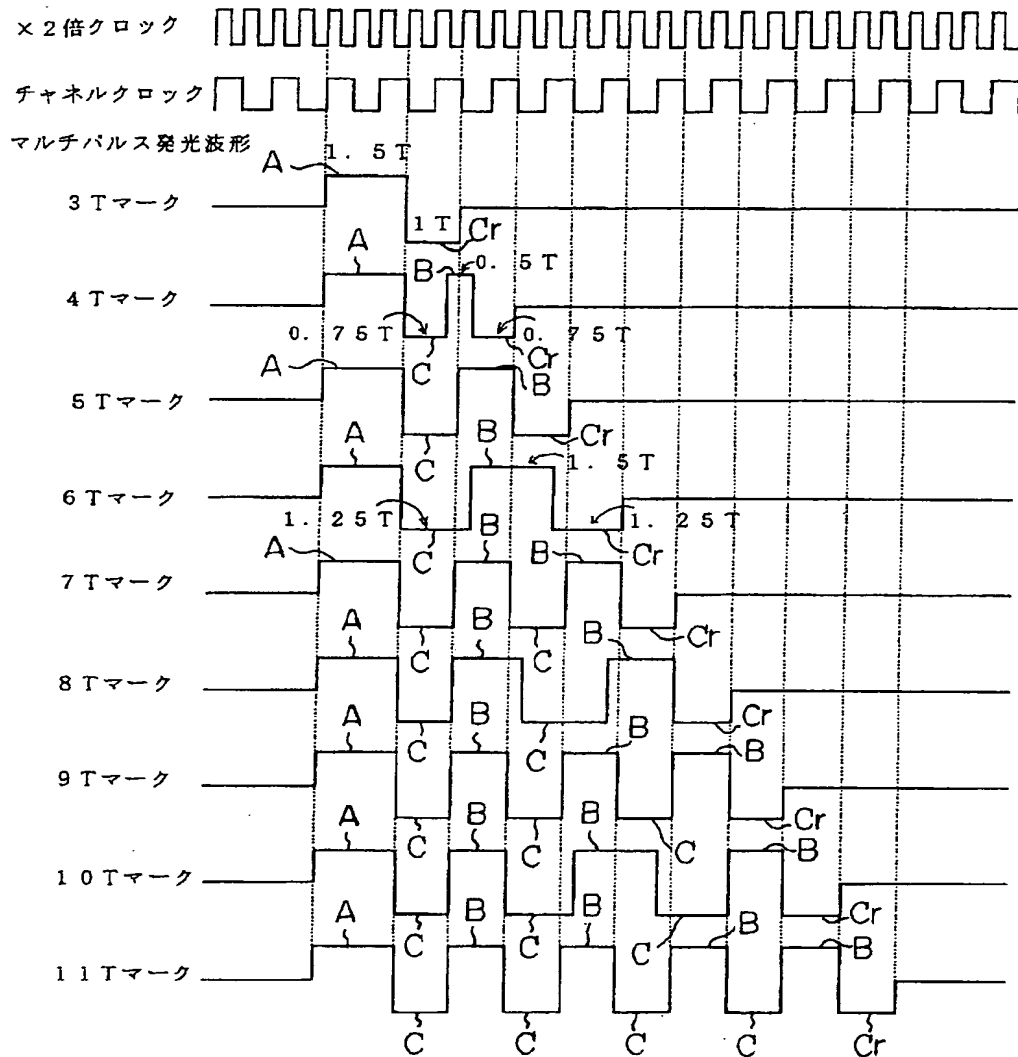 ×2倍クロック
チャネルクロック
マルチパルス発光波形
A 1.5T
3Tマーク
1T Cr
A B 0.5T
4Tマーク
0.75T 0.75T
C Cr
A B
5Tマーク
C Cr
A B 1.5T
6Tマーク
1.25T 1.25T
C Cr
A B B
7Tマーク
C C Cr
A B B
8Tマーク
C C Cr
A B B B
9Tマーク
C C C Cr
A B B B
10Tマーク
C C C Cr
A B B B B
11Tマーク
C C C C Cr